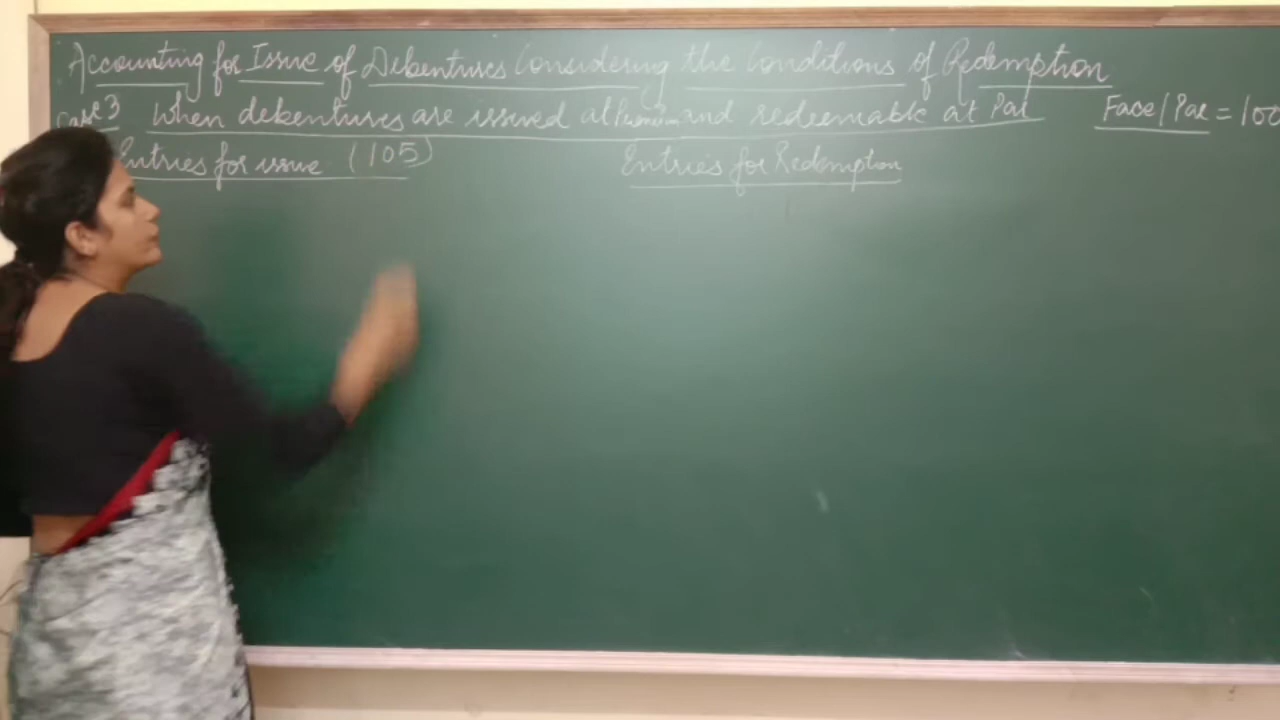 Accounting for Issue of Debentures Considering the Conditions of Redemption
Case 3 When debentures are issued at Premium and redeemable at Par Face/Par = 100
Entries for issue (105) Entries for Redemption